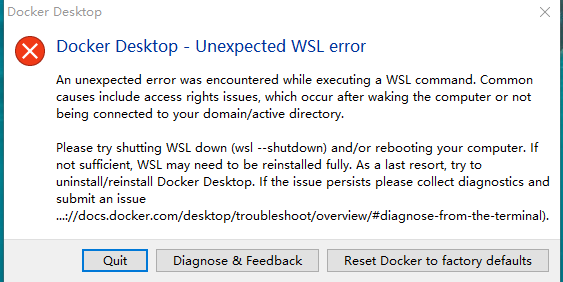 Docker Desktop
Docker Desktop - Unexpected WSL error
An unexpected error was encountered while executing a WSL command. Common
causes include access rights issues, which occur after waking the computer or not
being connected to your domain/active directory.
Please try shutting WSL down (wsl --shutdown) and/or rebooting your computer. If
not sufficient, WSL may need to be reinstalled fully. As a last resort, try to
uninstall/reinstall Docker Desktop. If the issue persists please collect diagnostics and
submit an issue
...://docs.docker.com/desktop/troubleshoot/overview/#diagnose-from-the-terminal).
Quit
Diagnose & Feedback
Reset Docker to factory defaults